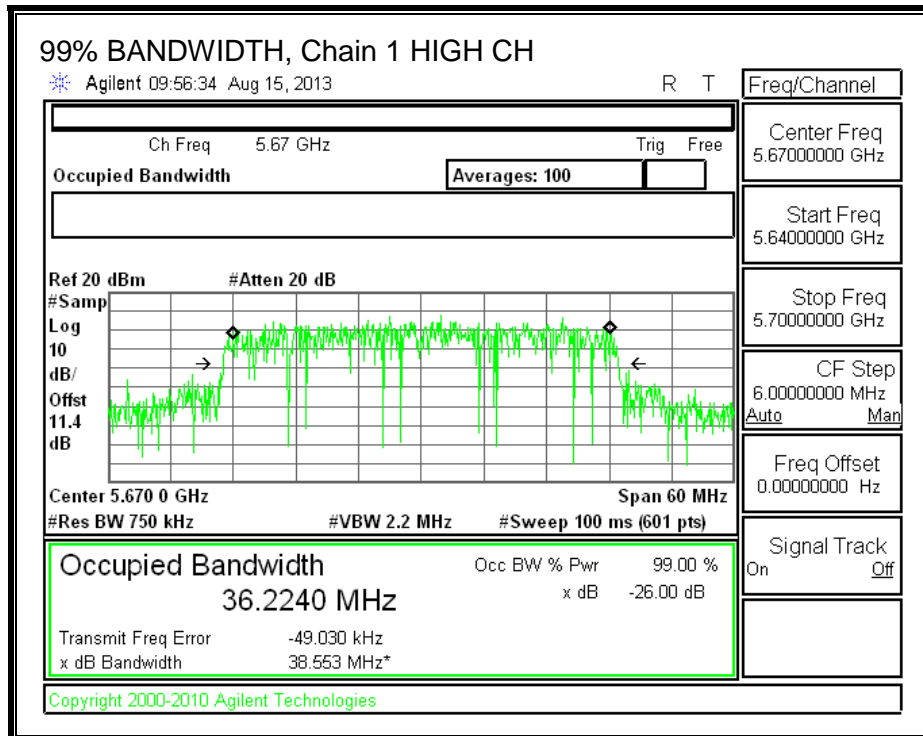 99% BANDWIDTH, Chain 1 HIGH CH
Agilent 09:56:34 Aug 15, 2013 R T
Freq/Channel
Ch Freq 5.67 GHz Trig Free
Occupied Bandwidth Averages: 100
Center Freq
5.67000000 GHz
Start Freq
5.64000000 GHz
Stop Freq
5.70000000 GHz
CF Step
6.00000000 MHz
Auto Man
Freq Offset
0.00000000 Hz
Signal Track
On Off
Ref 20 dBm #Atten 20 dB
#Samp
Log
10
dB/
Offst
11.4
dB
Center 5.670 0 GHz Span 60 MHz
#Res BW 750 kHz #VBW 2.2 MHz #Sweep 100 ms (601 pts)
Occupied Bandwidth Occ BW % Pwr 99.00 %
36.2240 MHz x dB -26.00 dB
Transmit Freq Error -49.030 kHz
x dB Bandwidth 38.553 MHz*
Copyright 2000-2010 Agilent Technologies